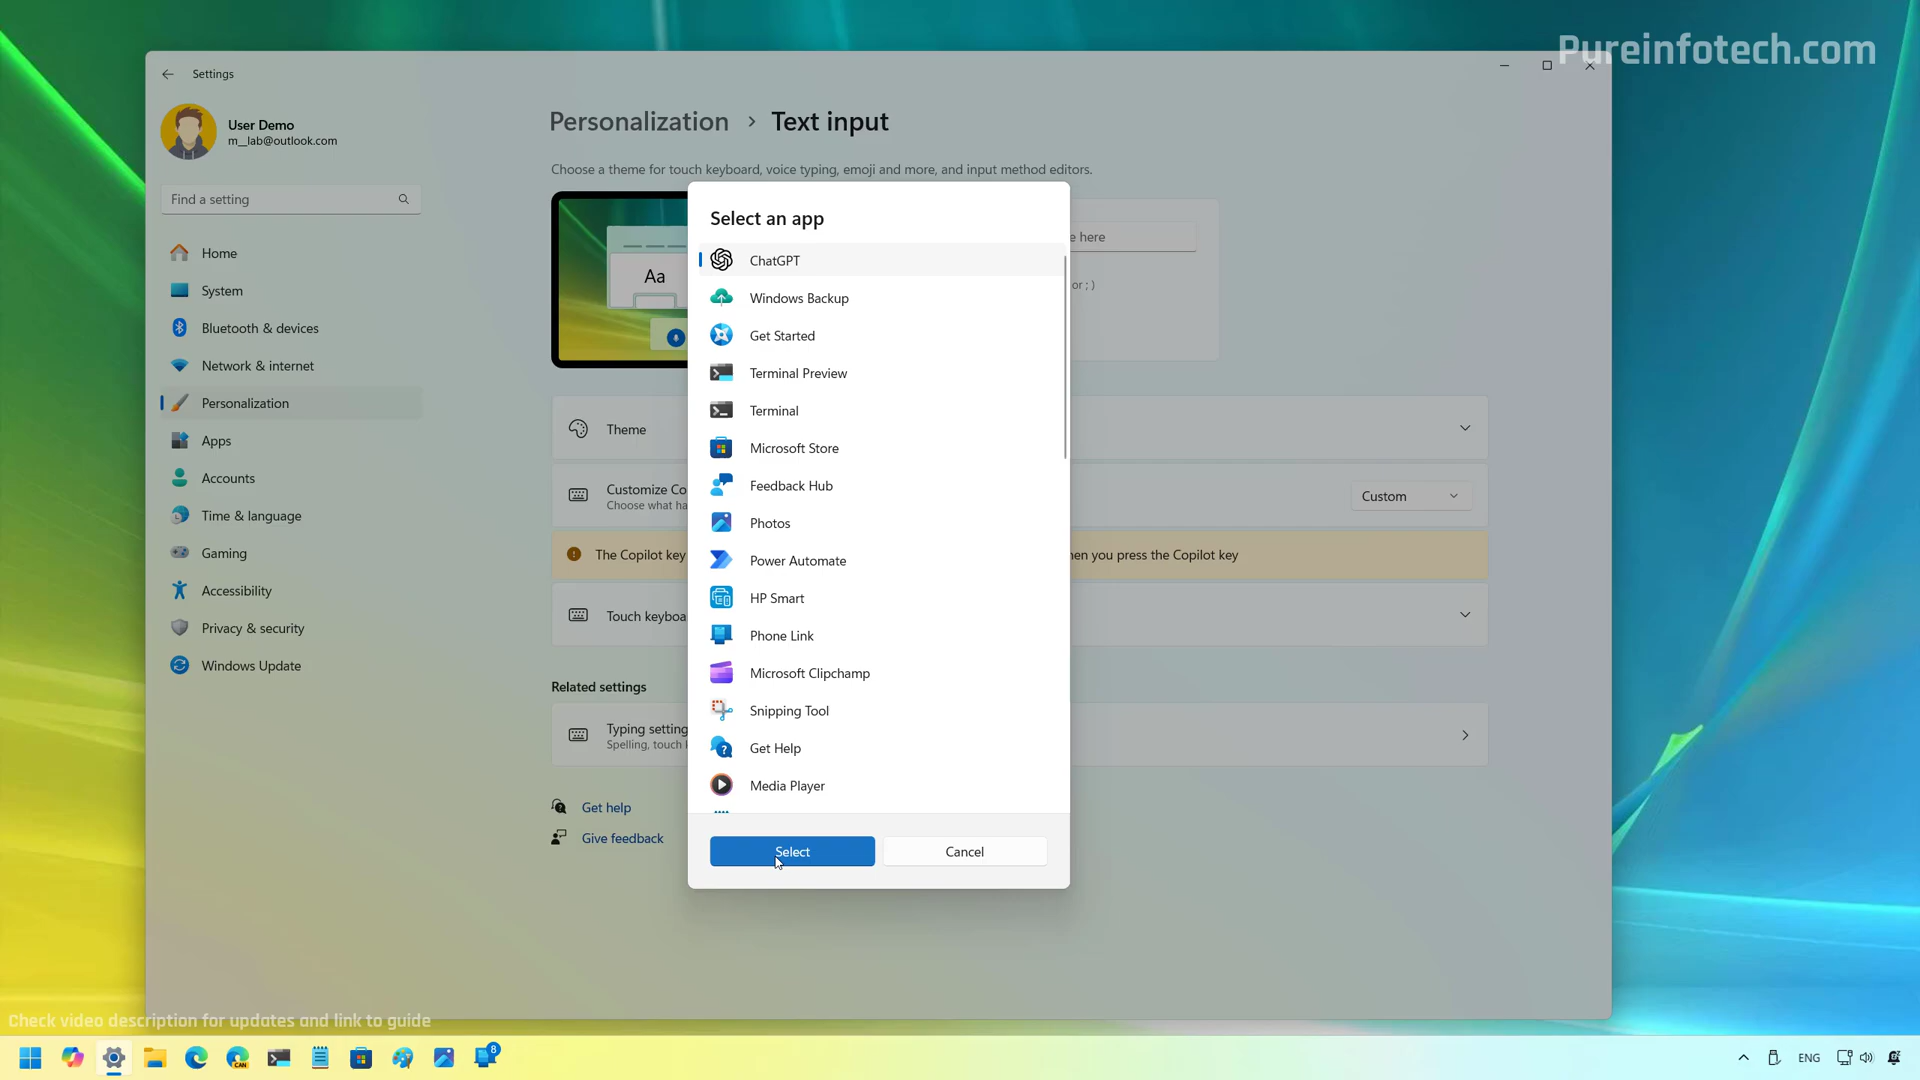 Pureinfotech.com
Settings
User Demo
m_lab@outlook.com
Find a setting
Home
System
Bluetooth & devices
Network & internet
Personalization
Apps
Accounts
Time & language
Gaming
Accessibility
Privacy & security
Windows Update
Personalization > Text input
Choose a theme for touch keyboard, voice typing, emoji and more, and input method editors.
Aa
e here
or ; )
Theme
Customize Co
Choose what ha
Custom
The Copilot key
hen you press the Copilot key
Touch keyboa
Related settings
Typing setting
Spelling, touch k
Get help
Give feedback
Select an app
ChatGPT
Windows Backup
Get Started
Terminal Preview
Terminal
Microsoft Store
Feedback Hub
Photos
Power Automate
HP Smart
Phone Link
Microsoft Clipchamp
Snipping Tool
Get Help
Media Player
Select
Cancel
Check video description for updates and link to guide
CAN
8
ENG